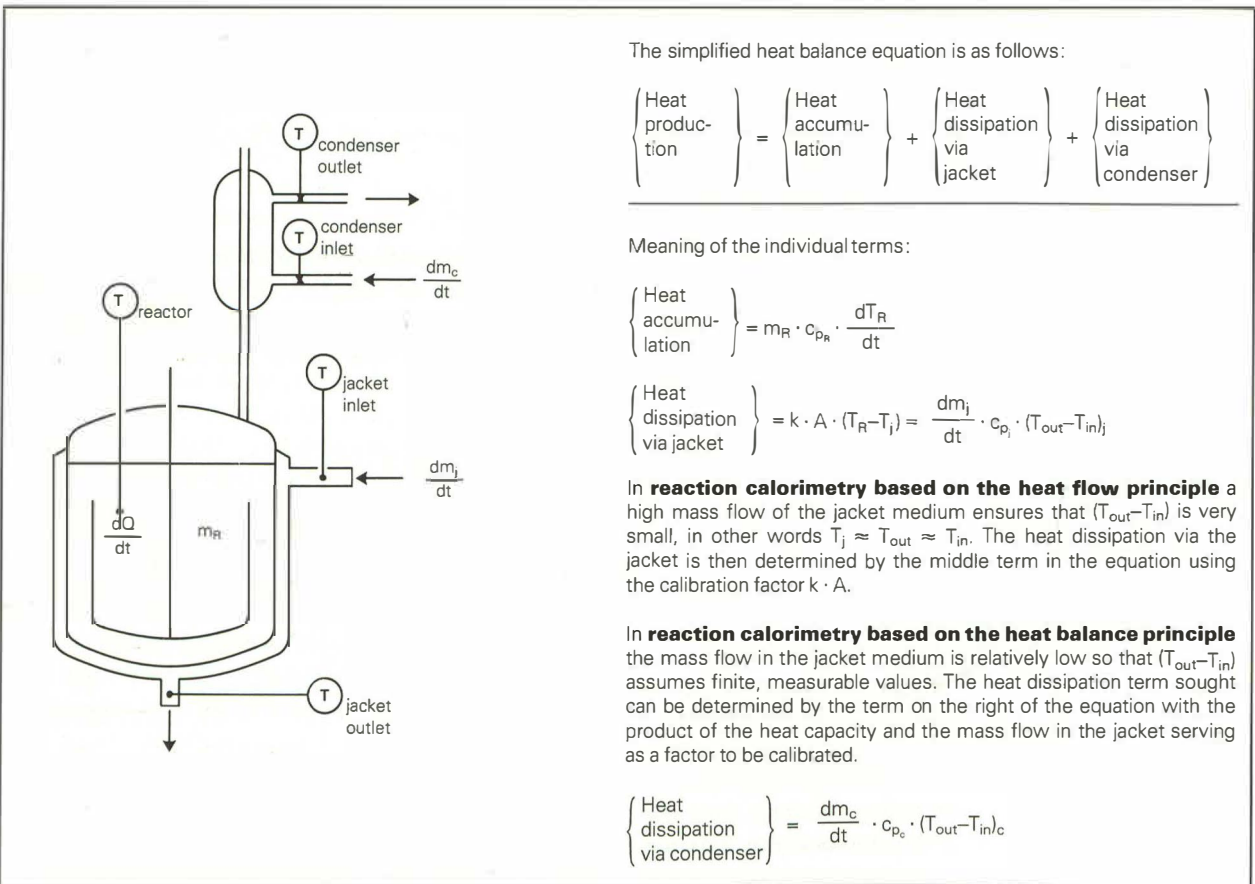 T
condenser
outlet
T
condenser
inlet
dm_c
dt
T
reactor
T
jacket
inlet
dm_j
dt
dQ
dt
m_R
T
jacket
outlet
The simplified heat balance equation is as follows:
{Heat produc-tion} = {Heat accumu-lation} + {Heat dissipation via jacket} + {Heat dissipation via condenser}
Meaning of the individual terms:
{Heat accumu-lation} = m_R · c_{p_R} · dT_R/dt
{Heat dissipation via jacket} = k · A · (T_R–T_j) = dm_j/dt · c_{p_j} · (T_out–T_in)_j
In reaction calorimetry based on the heat flow principle a
high mass flow of the jacket medium ensures that (T_out–T_in) is very
small, in other words T_j ≈ T_out ≈ T_in. The heat dissipation via the
jacket is then determined by the middle term in the equation using
the calibration factor k · A.
In reaction calorimetry based on the heat balance principle
the mass flow in the jacket medium is relatively low so that (T_out–T_in)
assumes finite, measurable values. The heat dissipation term sought
can be determined by the term on the right of the equation with the
product of the heat capacity and the mass flow in the jacket serving
as a factor to be calibrated.
{Heat dissipation via condenser} = dm_c/dt · c_{p_c} · (T_out–T_in)_c